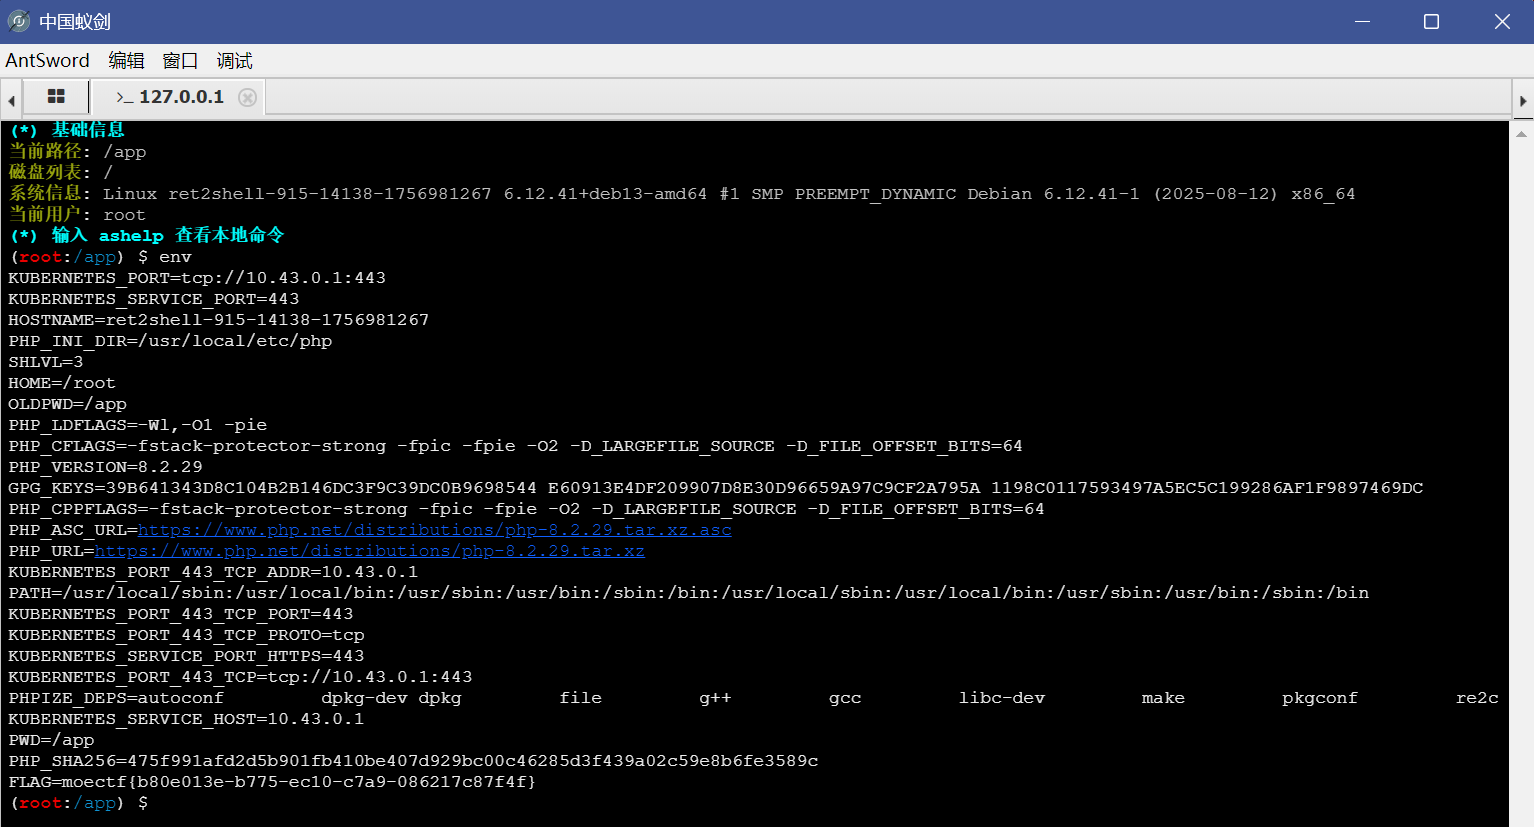 中国蚁剑
AntSword 编辑 窗口 调试
>_ 127.0.0.1
(*) 基础信息
当前路径: /app
磁盘列表: /
系统信息: Linux ret2shell-915-14138-1756981267 6.12.41+deb13-amd64 #1 SMP PREEMPT_DYNAMIC Debian 6.12.41-1 (2025-08-12) x86_64
当前用户: root
(*) 输入 ashelp 查看本地命令
(root:/app) $ env
KUBERNETES_PORT=tcp://10.43.0.1:443
KUBERNETES_SERVICE_PORT=443
HOSTNAME=ret2shell-915-14138-1756981267
PHP_INI_DIR=/usr/local/etc/php
SHLVL=3
HOME=/root
OLDPWD=/app
PHP_LDFLAGS=-Wl,-O1 -pie
PHP_CFLAGS=-fstack-protector-strong -fpic -fpie -O2 -D_LARGEFILE_SOURCE -D_FILE_OFFSET_BITS=64
PHP_VERSION=8.2.29
GPG_KEYS=39B641343D8C104B2B146DC3F9C39DC0B9698544 E60913E4DF209907D8E30D96659A97C9CF2A795A 1198C0117593497A5EC5C199286AF1F9897469DC
PHP_CPPFLAGS=-fstack-protector-strong -fpic -fpie -O2 -D_LARGEFILE_SOURCE -D_FILE_OFFSET_BITS=64
PHP_ASC_URL=https://www.php.net/distributions/php-8.2.29.tar.xz.asc
PHP_URL=https://www.php.net/distributions/php-8.2.29.tar.xz
KUBERNETES_PORT_443_TCP_ADDR=10.43.0.1
PATH=/usr/local/sbin:/usr/local/bin:/usr/sbin:/usr/bin:/sbin:/bin:/usr/local/sbin:/usr/local/bin:/usr/sbin:/usr/bin:/sbin:/bin
KUBERNETES_PORT_443_TCP_PORT=443
KUBERNETES_PORT_443_TCP_PROTO=tcp
KUBERNETES_SERVICE_PORT_HTTPS=443
KUBERNETES_PORT_443_TCP=tcp://10.43.0.1:443
PHPIZE_DEPS=autoconf dpkg-dev dpkg file g++ gcc libc-dev make pkgconf re2c
KUBERNETES_SERVICE_HOST=10.43.0.1
PWD=/app
PHP_SHA256=475f991afd2d5b901fb410be407d929bc00c46285d3f439a02c59e8b6fe3589c
FLAG=moectf{b80e013e-b775-ec10-c7a9-086217c87f4f}
(root:/app) $